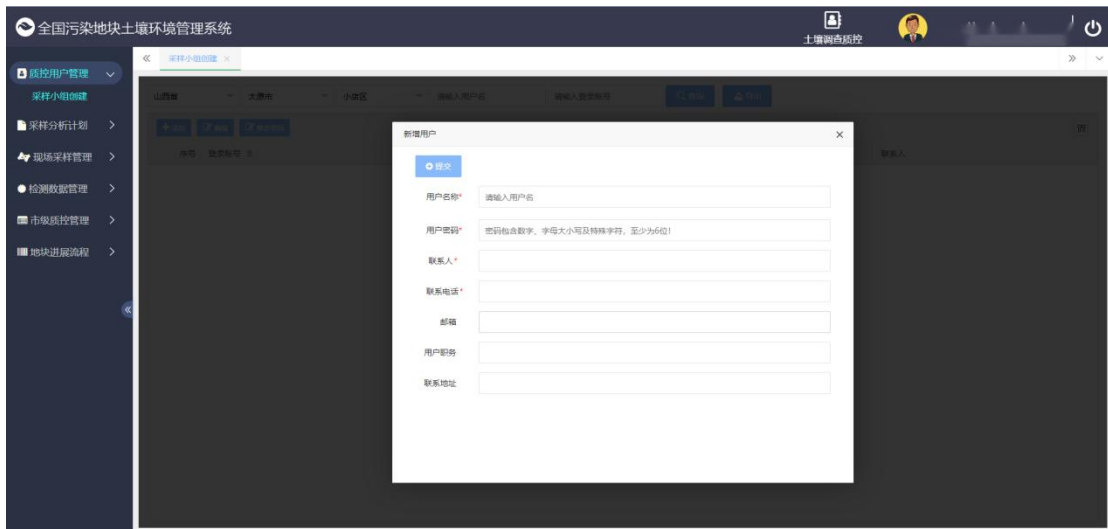 全国污染地块土壤环境管理系统
土壤调查质控
质控用户管理
采样小组创建
采样分析计划
现场采样管理
检测数据管理
市级质控管理
地块进展流程
采样小组创建 ×
山西省 太原市 小店区 请输入用户名 请输入登录账号 查询
序号 登录账号
联系人
新增用户
提交
用户名称* 请输入用户名
用户密码* 密码包含数字、字母大小写及特殊字符，至少为6位!
联系人*
联系电话*
邮箱
用户职务
联系地址